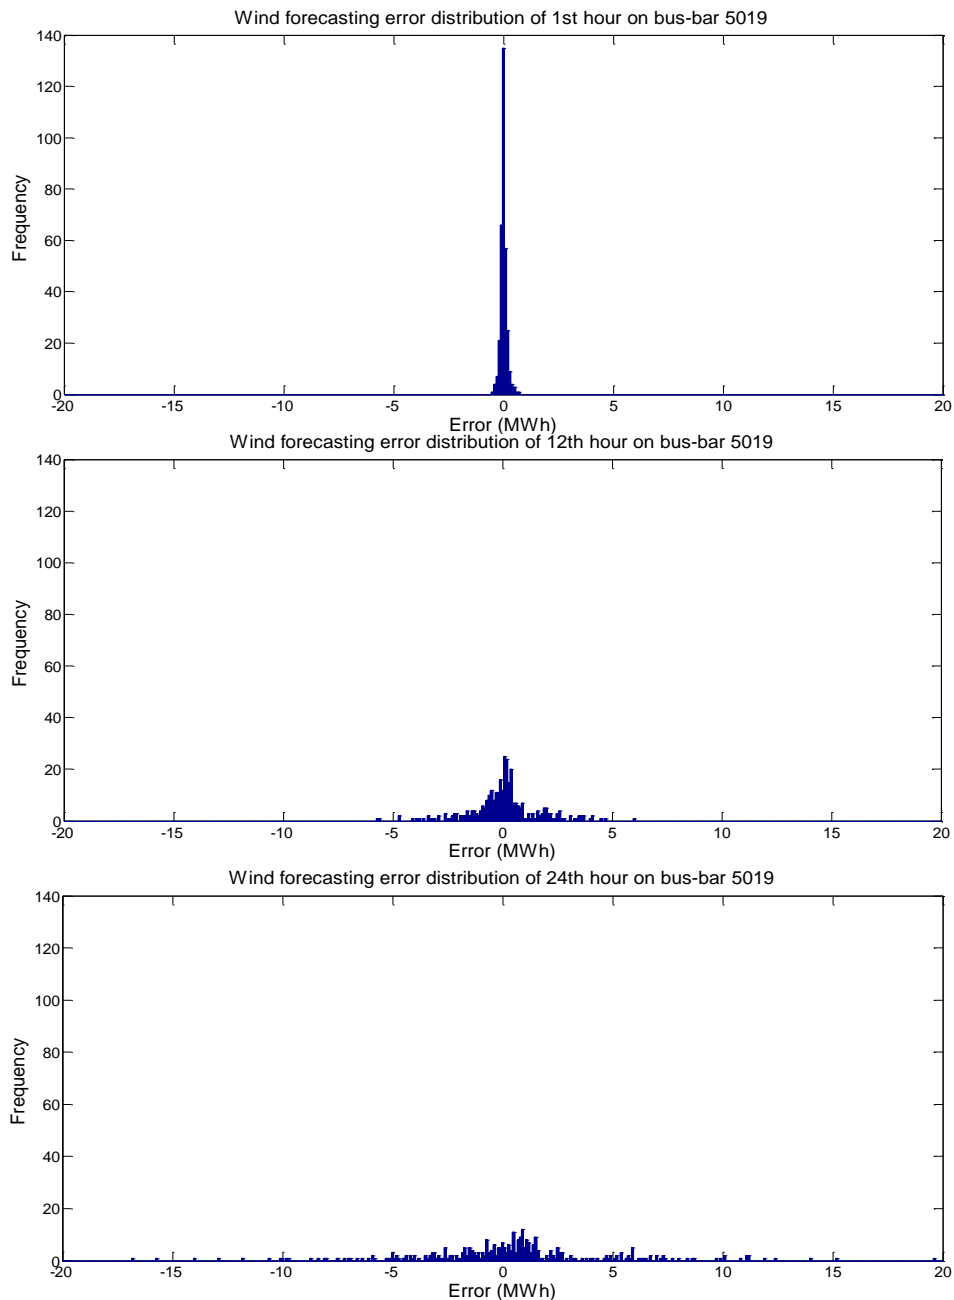 Wind forecasting error distribution of 1st hour on bus-bar 5019
140
120
100
80
60
40
20
0
Frequency
-20 -15 -10 -5 0 5 10 15 20
Error (MWh)
Wind forecasting error distribution of 12th hour on bus-bar 5019
140
120
100
80
60
40
20
0
Frequency
-20 -15 -10 -5 0 5 10 15 20
Error (MWh)
Wind forecasting error distribution of 24th hour on bus-bar 5019
140
120
100
80
60
40
20
0
Frequency
-20 -15 -10 -5 0 5 10 15 20
Error (MWh)